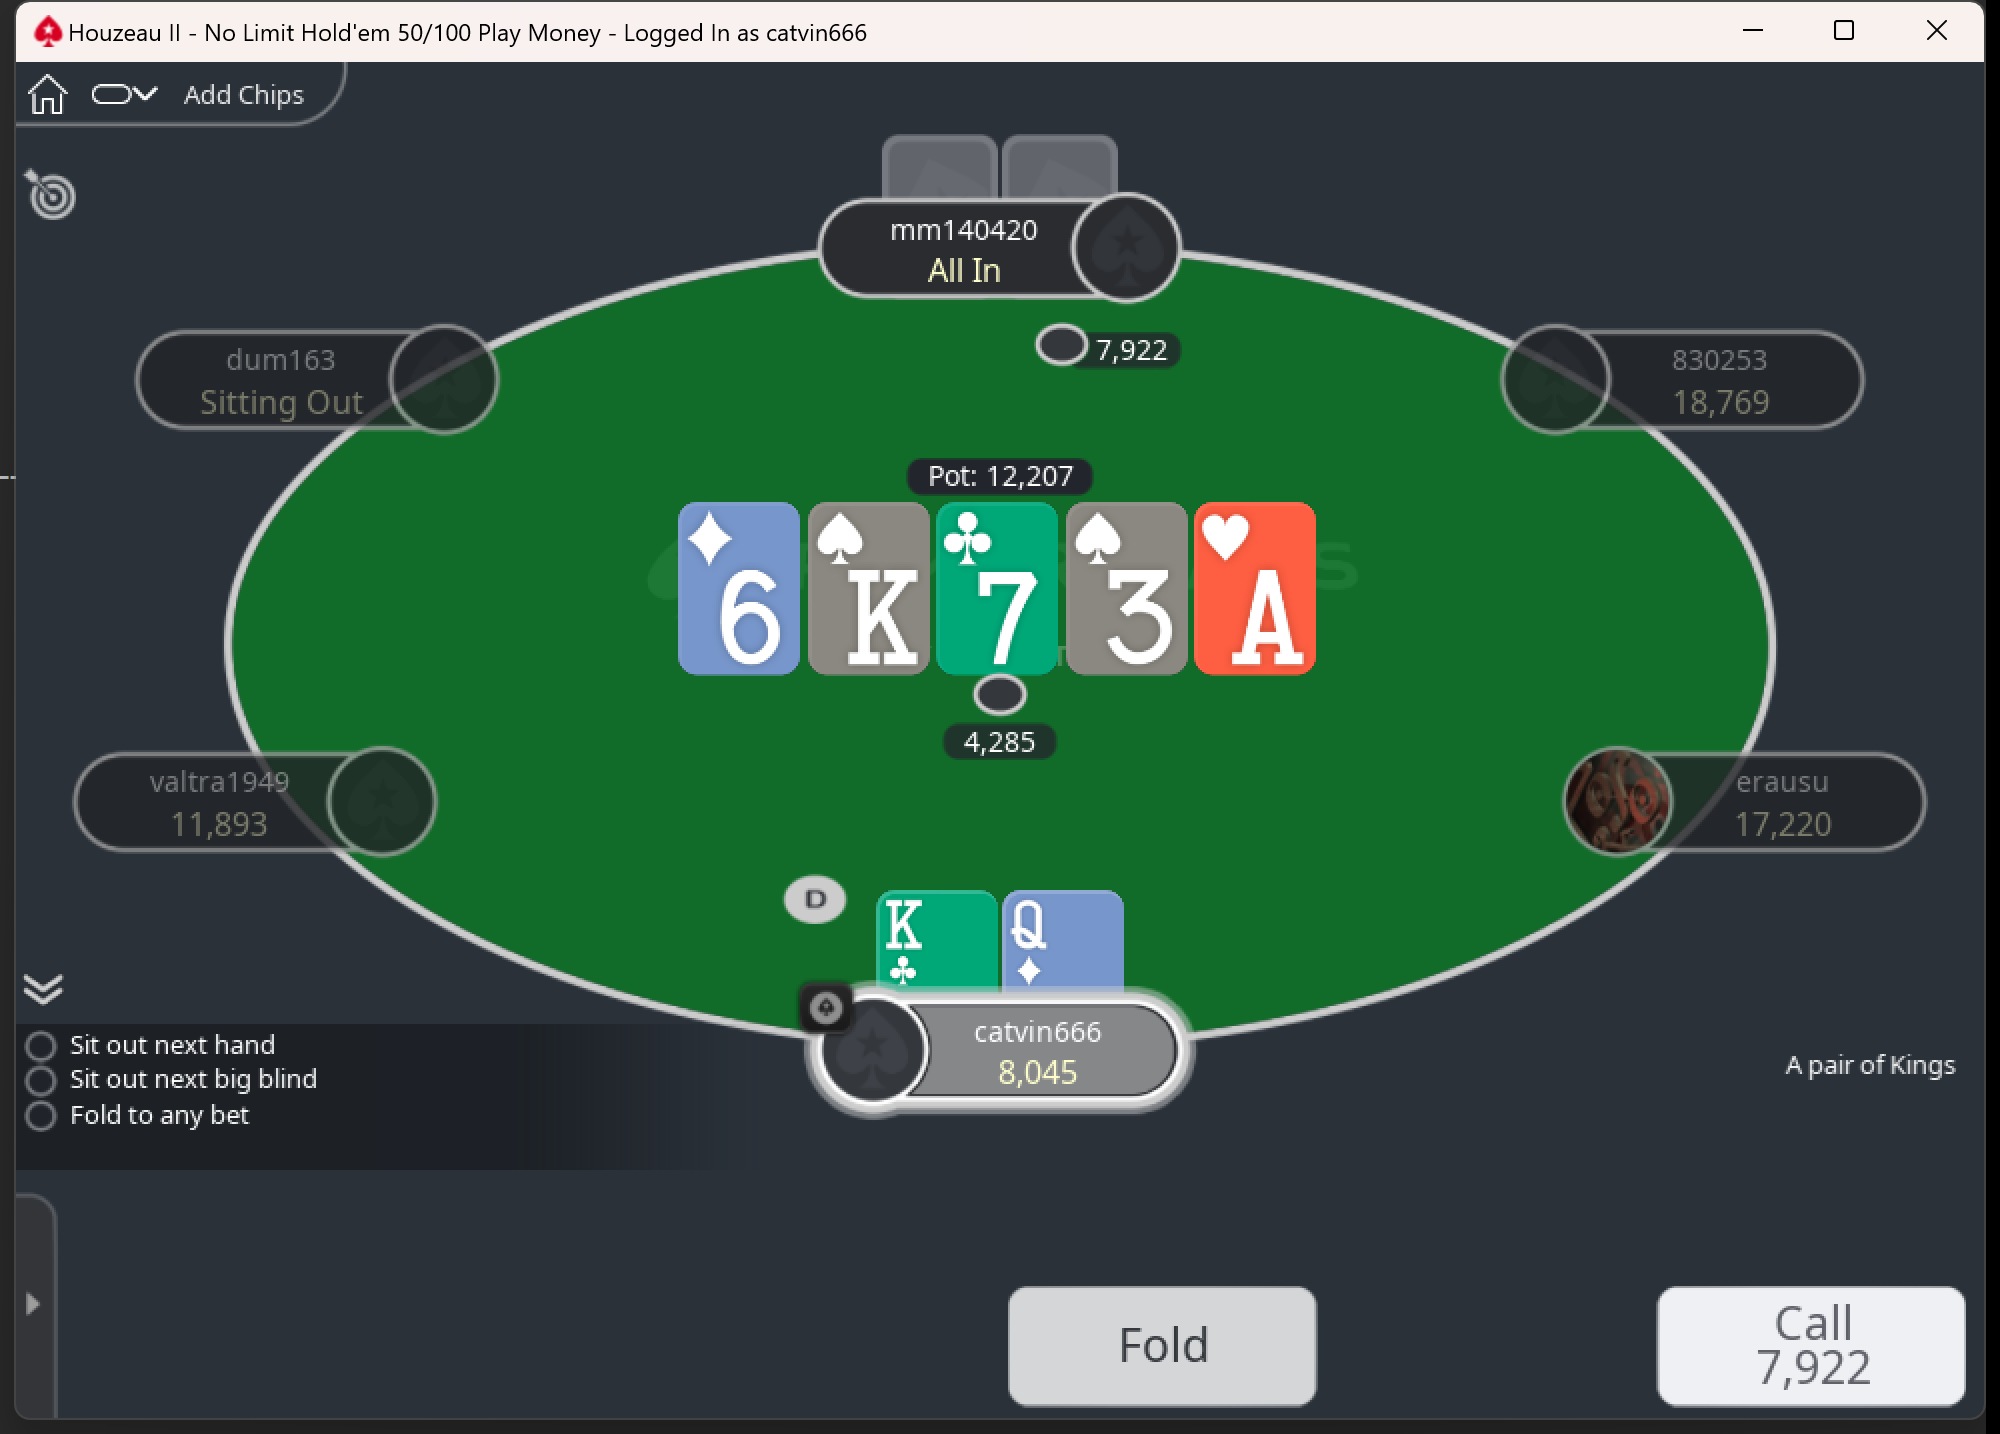 Houzeau II - No Limit Hold'em 50/100 Play Money - Logged In as catvin666
Add Chips
mm140420
All In
7,922
dum163
Sitting Out
830253
18,769
Pot: 12,207
6 K 7 3 A
4,285
valtra1949
11,893
erausu
17,220
D
K Q
catvin666
8,045
Sit out next hand
Sit out next big blind
Fold to any bet
A pair of Kings
Fold
Call
7,922